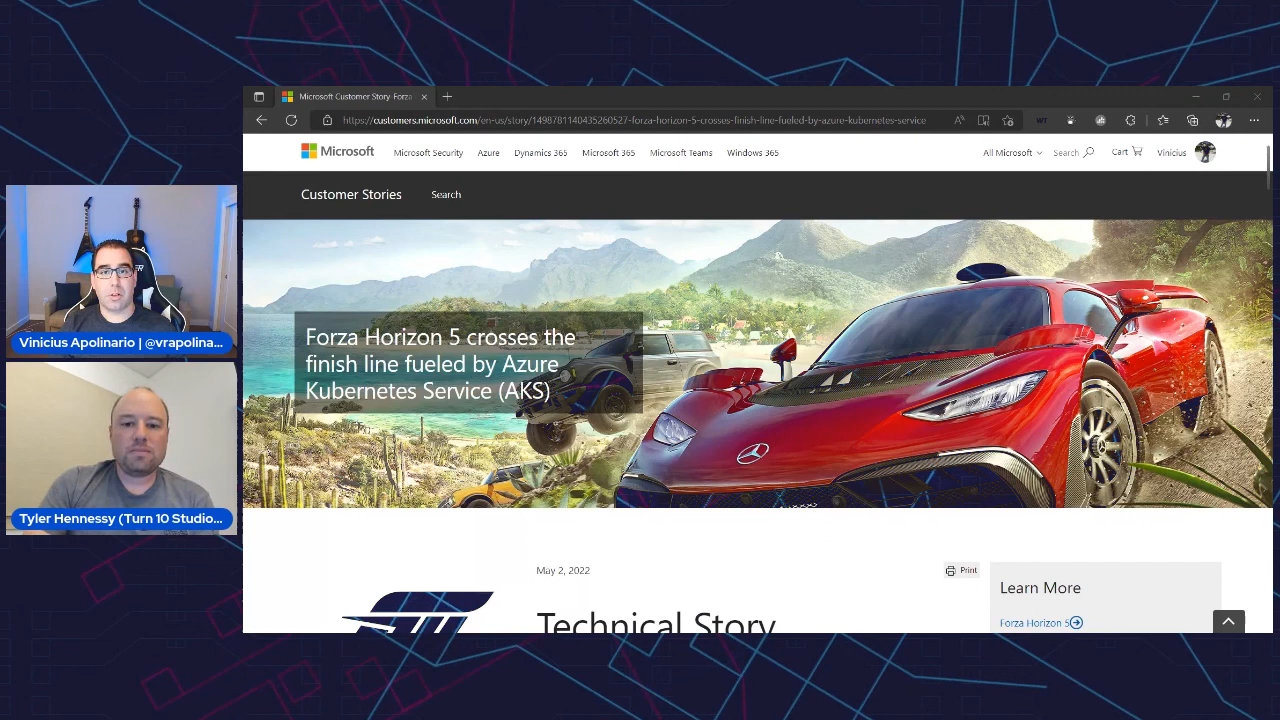 Microsoft Customer Story-Forza
https://customers.microsoft.com/en-us/story/1498781140435260527-forza-horizon-5-crosses-finish-line-fueled-by-azure-kubernetes-service
Microsoft
Microsoft Security
Azure
Dynamics 365
Microsoft 365
Microsoft Teams
Windows 365
All Microsoft
Search
Cart
Vinicius
Customer Stories
Search
Forza Horizon 5 crosses the
finish line fueled by Azure
Kubernetes Service (AKS)
Vinicius Apolinario | @vrapolina...
Tyler Hennessy (Turn 10 Studio...
May 2, 2022
Print
Technical Story
Learn More
Forza Horizon 5